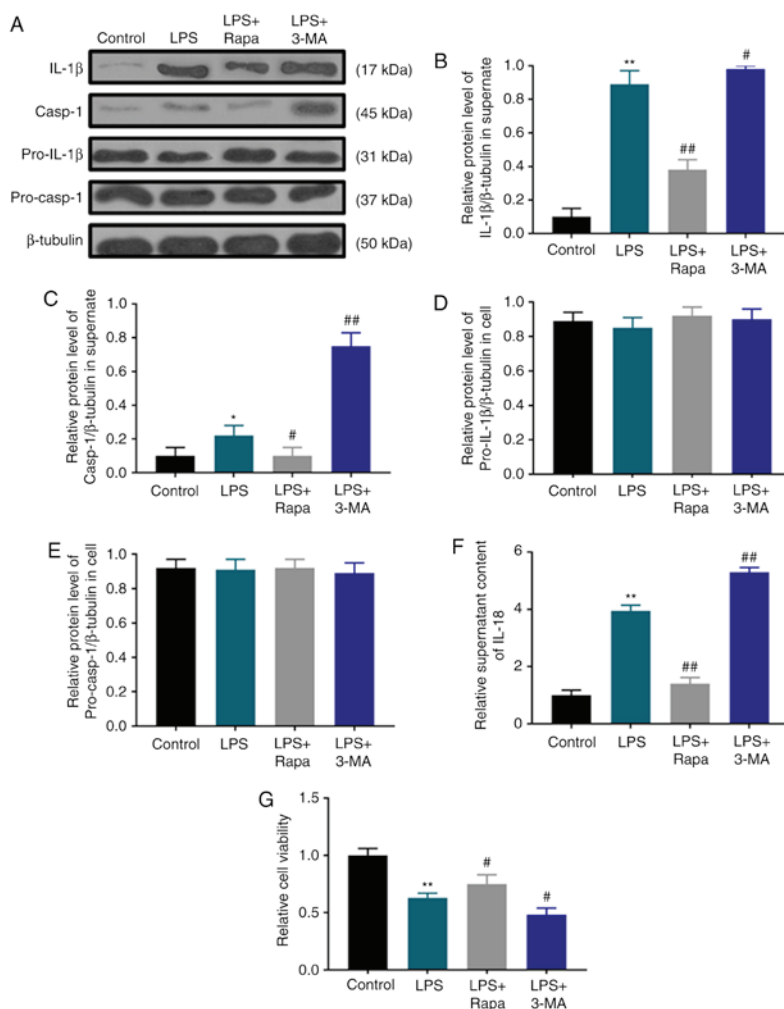 A
Control LPS LPS+ Rapa LPS+ 3-MA
IL-1β (17 kDa)
Casp-1 (45 kDa)
Pro-IL-1β (31 kDa)
Pro-casp-1 (37 kDa)
β-tubulin (50 kDa)
B
Relative protein level of
IL-1β/β-tubulin in supernate
1.0
0.8
0.6
0.4
0.2
0.0
** ## #
Control LPS LPS+ LPS+
Rapa 3-MA
C
Relative protein level of
Casp-1/β-tubulin in supernate
1.0
0.8
0.6
0.4
0.2
0.0
* # ##
Control LPS LPS+ LPS+
Rapa 3-MA
D
Relative protein level of
Pro-IL-1β/β-tubulin in cell
1.0
0.8
0.6
0.4
0.2
0.0
Control LPS LPS+ LPS+
Rapa 3-MA
E
Relative protein level of
Pro-casp-1/β-tubulin in cell
1.0
0.8
0.6
0.4
0.2
0.0
Control LPS LPS+ LPS+
Rapa 3-MA
F
Relative supernatant content
of IL-18
6
4
2
0
** ## ##
Control LPS LPS+ LPS+
Rapa 3-MA
G
Relative cell viability
1.5
1.0
0.5
0.0
** # #
Control LPS LPS+ LPS+
Rapa 3-MA